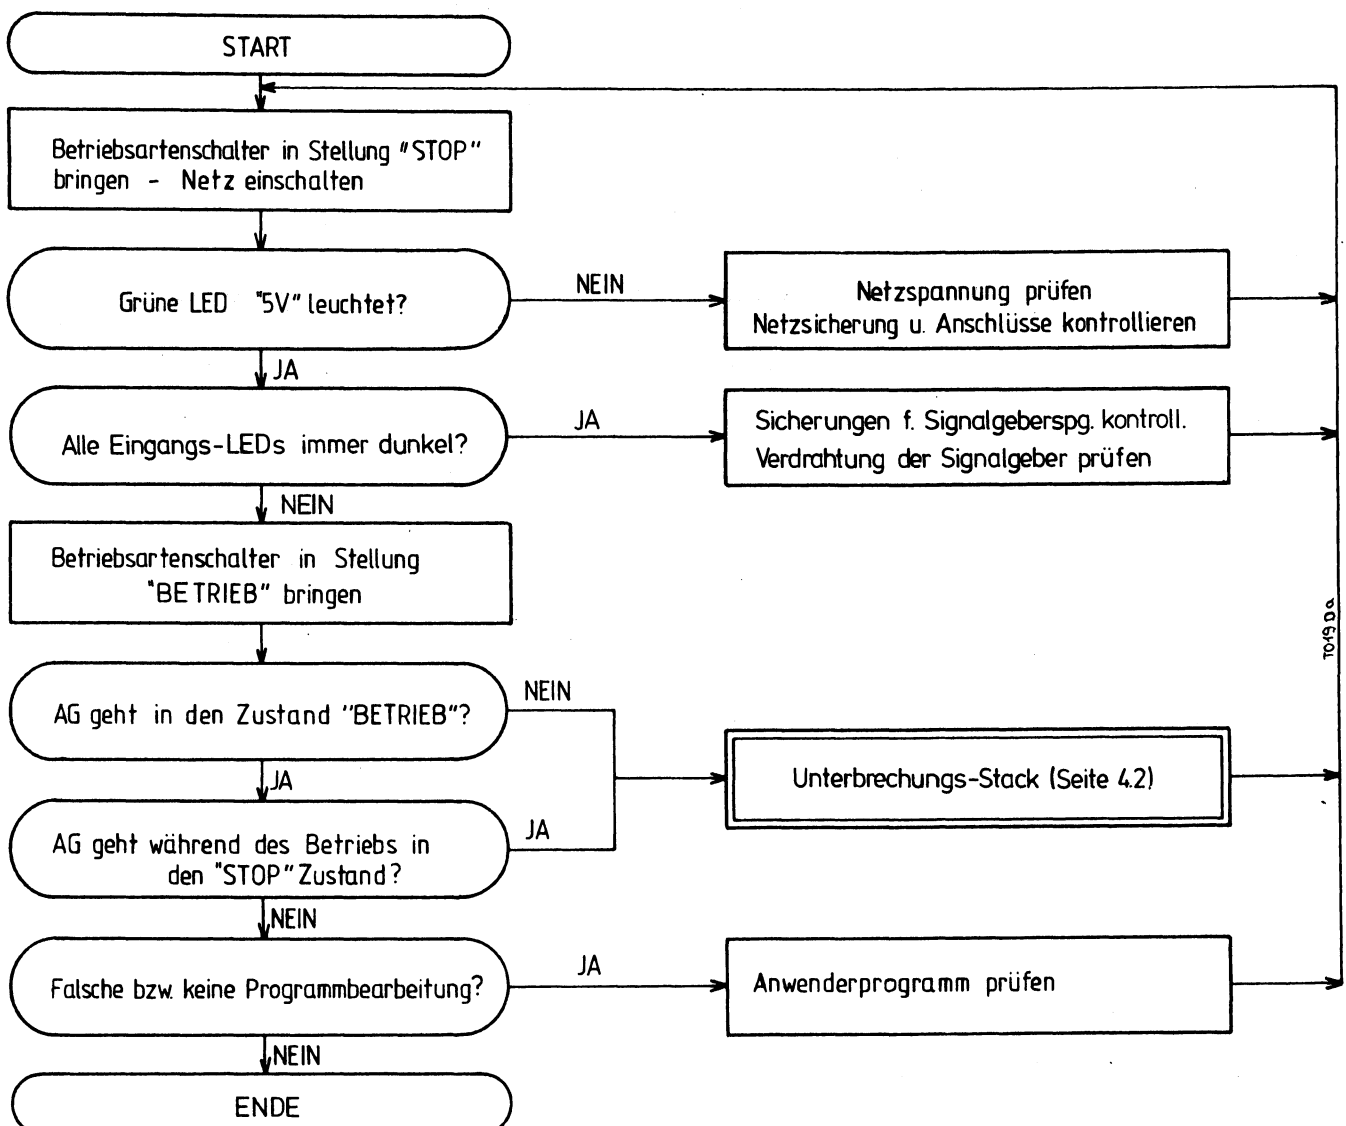 START
Betriebsartenschalter in Stellung "STOP"
bringen - Netz einschalten
Grüne LED "5V" leuchtet?
NEIN
Netzspannung prüfen
Netzsicherung u. Anschlüsse kontrollieren
JA
Alle Eingangs-LEDs immer dunkel?
JA
Sicherungen f. Signalgeberspg. kontroll.
Verdrahtung der Signalgeber prüfen
NEIN
Betriebsartenschalter in Stellung
"BETRIEB" bringen
AG geht in den Zustand "BETRIEB"?
NEIN
Unterbrechungs-Stack (Seite 4.2)
JA
AG geht während des Betriebs in
den "STOP" Zustand?
JA
NEIN
Falsche bzw. keine Programmbearbeitung?
JA
Anwenderprogramm prüfen
NEIN
ENDE
T019 Da